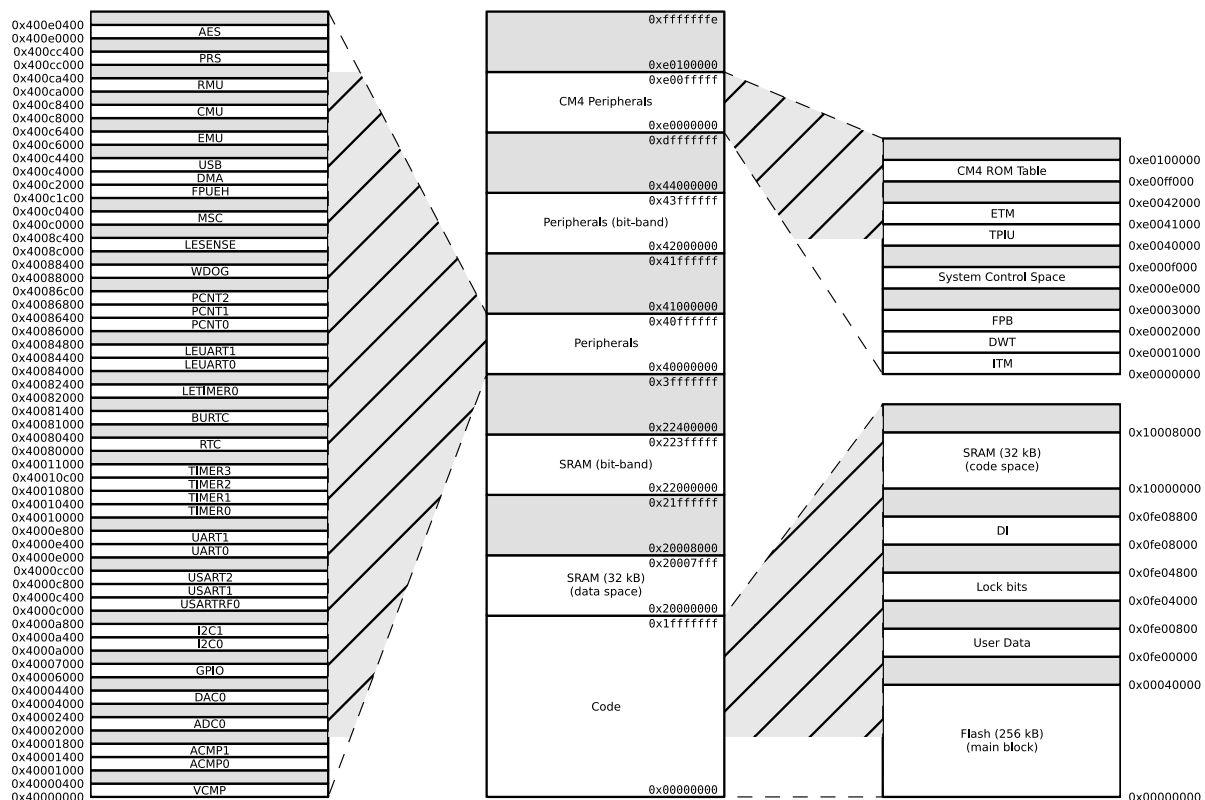 0x400e0400
AES
0x400e0000
0x400cc400
PRS
0x400cc000
0x400ca400
RMU
0x400ca000
0x400c8400
CMU
0x400c8000
0x400c6400
EMU
0x400c6000
0x400c4400
USB
0x400c4000
DMA
0x400c2000
FPUEH
0x400c1c00
0x400c0400
MSC
0x400c0000
0x4008c400
LESENSE
0x4008c000
0x40088400
WDOG
0x40088000
0x40086c00
PCNT2
0x40086800
PCNT1
0x40086400
PCNT0
0x40086000
0x40084800
LEUART1
0x40084400
LEUART0
0x40084000
0x40082400
LETIMER0
0x40082000
0x40081400
BURTC
0x40081000
0x40080400
RTC
0x40080000
0x40011000
TIMER3
0x40010c00
TIMER2
0x40010800
TIMER1
0x40010400
TIMER0
0x40010000
0x4000e800
UART1
0x4000e400
UART0
0x4000e000
0x4000cc00
USART2
0x4000c800
USART1
0x4000c400
USARTRF0
0x4000c000
0x4000a800
I2C1
0x4000a400
I2C0
0x4000a000
0x40007000
GPIO
0x40006000
0x40004400
DAC0
0x40004000
0x40002400
ADC0
0x40002000
0x40001800
ACMP1
0x40001400
ACMP0
0x40001000
0x40000400
VCMP
0x40000000
0xfffffffe
0xe0100000
0xe00fffff
CM4 Peripherals
0xe0000000
0xdfffffff
0x44000000
0x43ffffff
Peripherals (bit-band)
0x42000000
0x41ffffff
0x41000000
0x40ffffff
Peripherals
0x40000000
0x3fffffff
0x22400000
0x223fffff
SRAM (bit-band)
0x22000000
0x21ffffff
0x20008000
0x20007fff
SRAM (32 kB)
(data space)
0x20000000
0x1fffffff
Code
0x00000000
0xe0100000
CM4 ROM Table
0xe00ff000
0xe0042000
ETM
0xe0041000
TPIU
0xe0040000
0xe000f000
System Control Space
0xe000e000
0xe0003000
FPB
0xe0002000
DWT
0xe0001000
ITM
0xe0000000
0x10008000
SRAM (32 kB)
(code space)
0x10000000
0x0fe08800
DI
0x0fe08000
0x0fe04800
Lock bits
0x0fe04000
0x0fe00800
User Data
0x0fe00000
0x00040000
Flash (256 kB)
(main block)
0x00000000